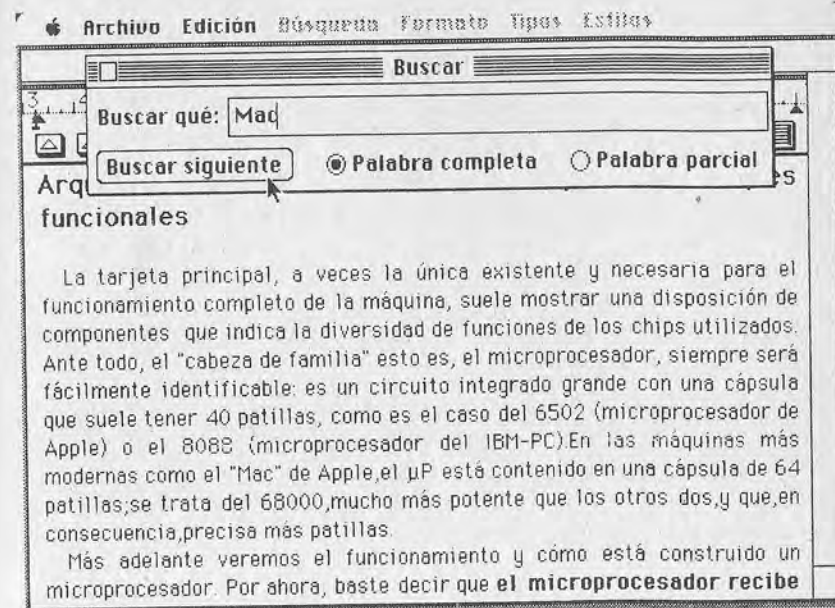 Archivo Edición Búsqueda Formato Tipos Estilos
Buscar
3
Buscar qué: Mac
Buscar siguiente Palabra completa Palabra parcial
funcionales
La tarjeta principal, a veces la única existente y necesaria para el
funcionamiento completo de la máquina, suele mostrar una disposición de
componentes que indica la diversidad de funciones de los chips utilizados.
Ante todo, el "cabeza de familia" esto es, el microprocesador, siempre será
fácilmente identificable: es un circuito integrado grande con una cápsula
que suele tener 40 patillas, como es el caso del 6502 (microprocesador de
Apple) o el 8088 (microprocesador del IBM-PC).En las máquinas más
modernas como el "Mac" de Apple,el µP está contenido en una cápsula de 64
patillas;se trata del 68000,mucho más potente que los otros dos,y que,en
consecuencia,precisa más patillas.
Más adelante veremos el funcionamiento y cómo está construido un
microprocesador. Por ahora, baste decir que el microprocesador recibe